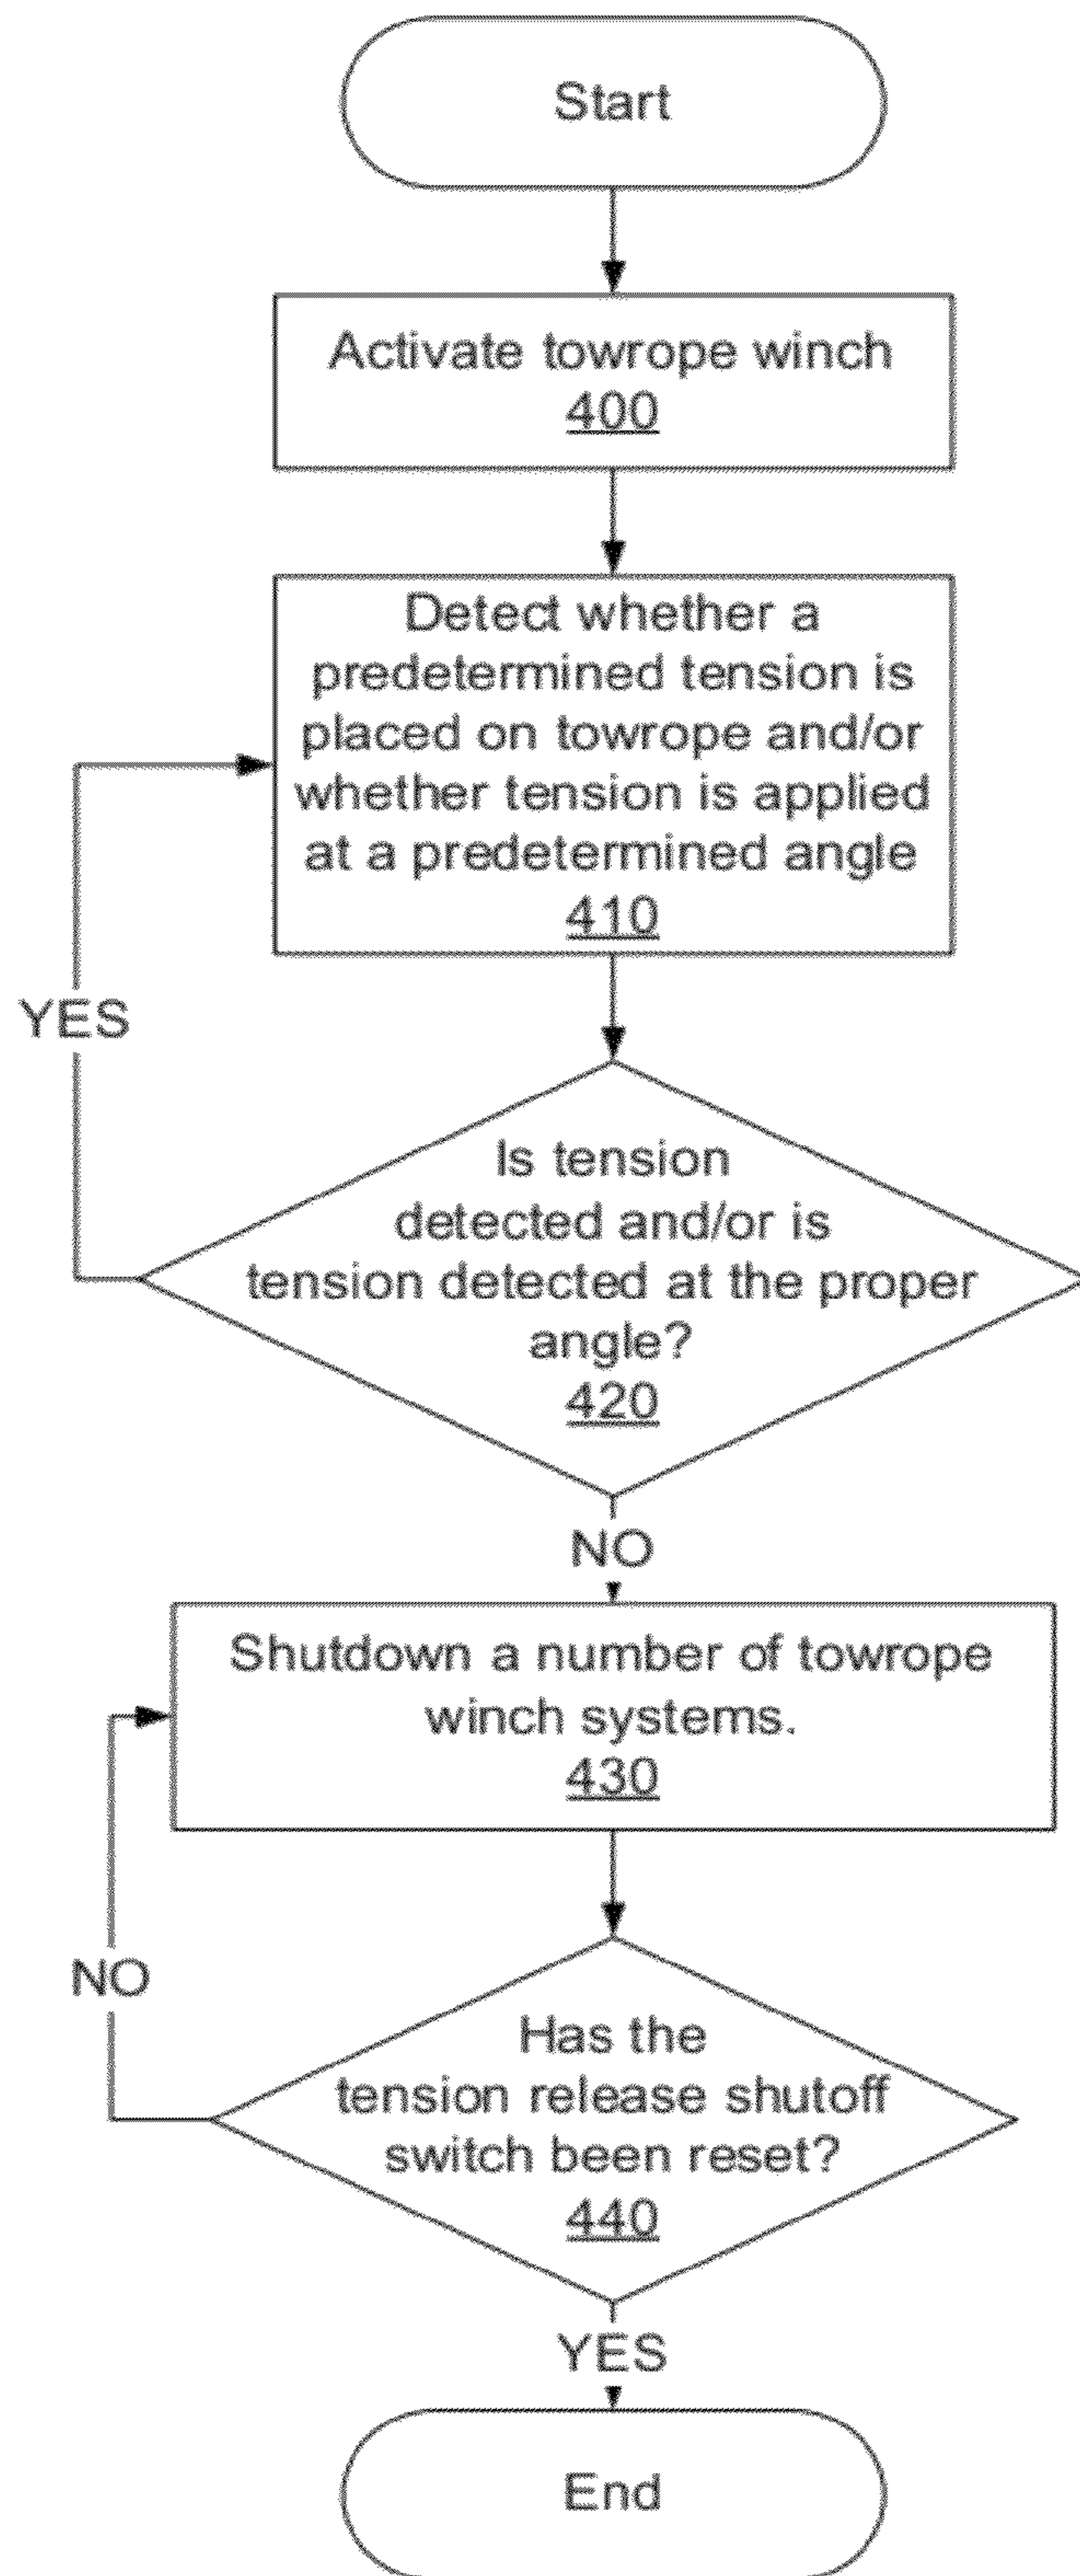 Start
Activate towrope winch
400
Detect whether a
predetermined tension is
placed on towrope and/or
whether tension is applied
at a predetermined angle
410
YES
Is tension
detected and/or is
tension detected at the proper
angle?
420
NO
Shutdown a number of towrope
winch systems.
430
NO
Has the
tension release shutoff
switch been reset?
440
YES
End